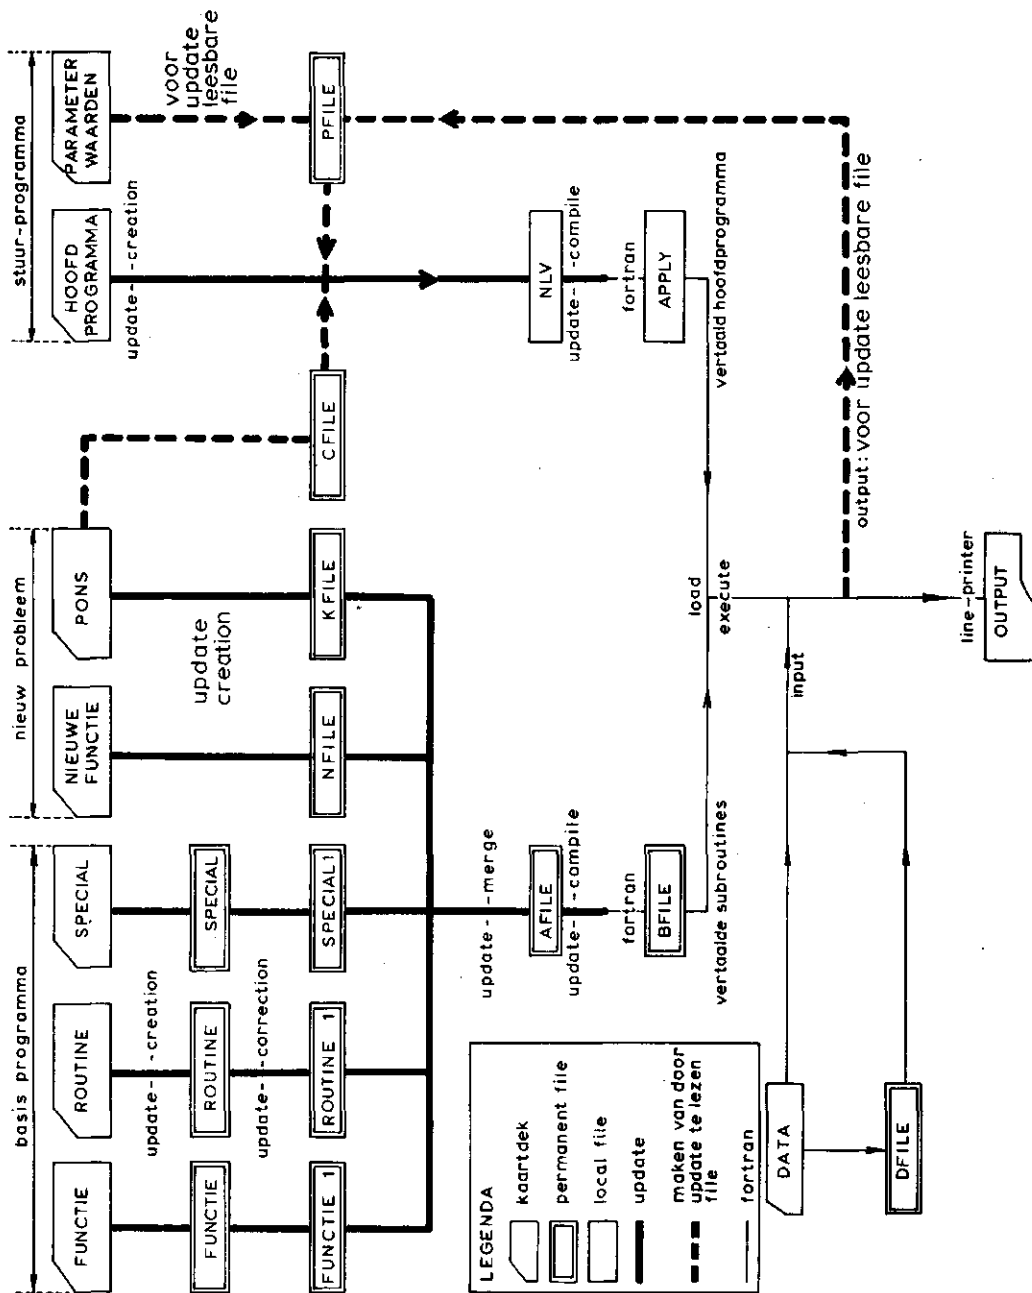 basis programma
nieuw probleem
stuur-programma
FUNCTIE
ROUTINE
SPECIAL
NIEUWE
FUNCTIE
PONS
HOOFD
PROGRAMMA
PARAMETER
WAARDEN
update--creation
update
creation
update--creation
voor
update
leesbare
file
FUNCTIE
ROUTINE
SPECIAL
update--correction
FUNCTIE 1
ROUTINE 1
SPECIAL1
NFILE
KFILE
CFILE
PFILE
update--merge
AFILE
update--compile
fortran
BFILE
vertaalde subroutines
NLV
update--compile
fortran
APPLY
vertaald hoofdprogramma
load
execute
LEGENDA
kaartdek
permanent file
local file
update
maken van door
update te lezen
file
fortran
DATA
DFILE
input
output: voor update leesbare file
line-printer
OUTPUT